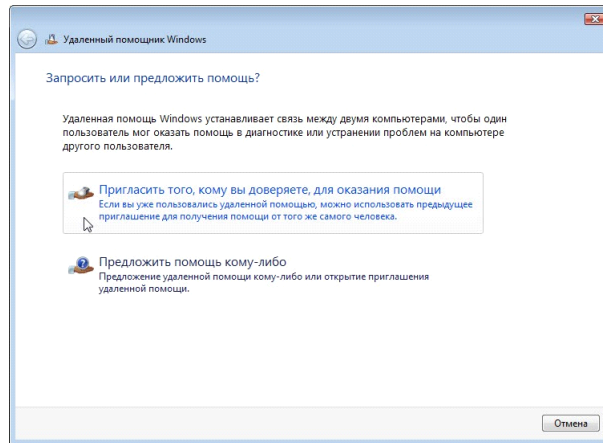 Удаленный помощник Windows
Запросить или предложить помощь?
Удаленная помощь Windows устанавливает связь между двумя компьютерами, чтобы один
пользователь мог оказать помощь в диагностике или устранении проблем на компьютере
другого пользователя.
Пригласить того, кому вы доверяете, для оказания помощи
Если вы уже пользовались удаленной помощью, можно использовать предыдущее
приглашение для получения помощи от того же самого человека.
Предложить помощь кому-либо
Предложение удаленной помощи кому-либо или открытие приглашения
удаленной помощи.
Отмена